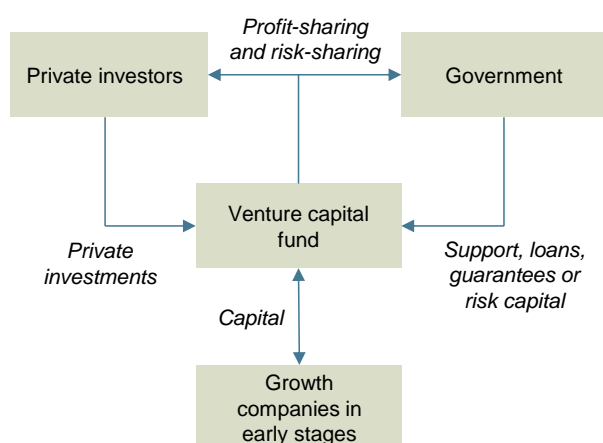 Profit-sharing
and risk-sharing
Private investors
Government
Venture capital
fund
Private
investments
Support, loans,
guarantees or
risk capital
Capital
Growth
companies in
early stages